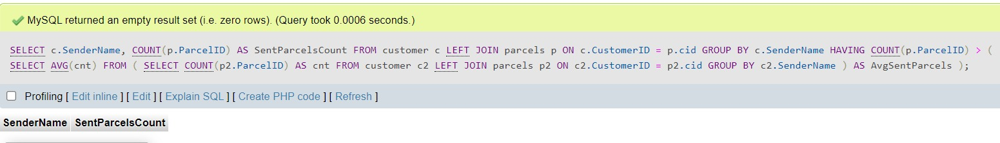 MySQL returned an empty result set (i.e. zero rows). (Query took 0.0006 seconds.)
SELECT c.SenderName, COUNT(p.ParcelID) AS SentParcelsCount FROM customer c LEFT JOIN parcels p ON c.CustomerID = p.cid GROUP BY c.SenderName HAVING COUNT(p.ParcelID) > (
SELECT AVG(cnt) FROM ( SELECT COUNT(p2.ParcelID) AS cnt FROM customer c2 LEFT JOIN parcels p2 ON c2.CustomerID = p2.cid GROUP BY c2.SenderName ) AS AvgSentParcels );
Profiling [ Edit inline ] [ Edit ] [ Explain SQL ] [ Create PHP code ] [ Refresh ]
SenderName SentParcelsCount